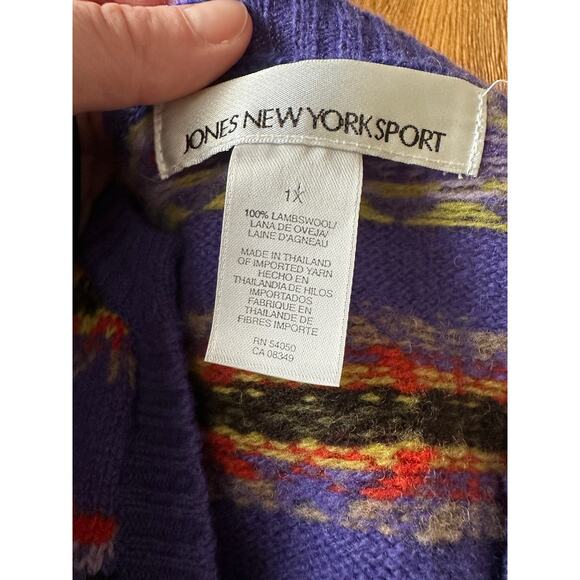 JONES NEW YORK SPORT
1X
100% LAMBSWOOL/
LANA DE OVEJA/
LAINE D'AGNEAU
MADE IN THAILAND
OF IMPORTED YARN
HECHO EN
THAILANDIA DE HILOS
IMPORTADOS
FABRIQUE EN
THAILANDE DE
FIBRES IMPORTE
RN 54050
CA 08349